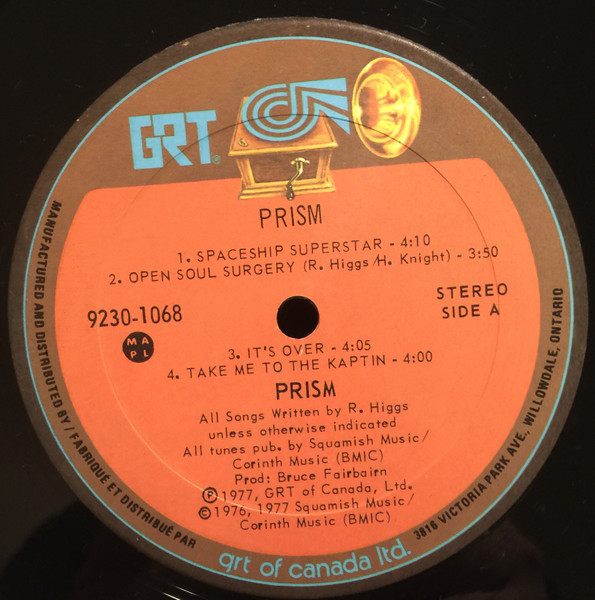 GRT®
PRISM
1. SPACESHIP SUPERSTAR - 4:10
2. OPEN SOUL SURGERY (R. Higgs/H. Knight) - 3:50
9230-1068
STEREO
SIDE A
M A
P L
3. IT'S OVER - 4:05
4. TAKE ME TO THE KAPTIN - 4:00
PRISM
All Songs Written by R. Higgs
unless otherwise indicated
All tunes pub. by Squamish Music/
Corinth Music (BMIC)
Prod: Bruce Fairbairn
℗1977, GRT of Canada, Ltd.
©1976, 1977 Squamish Music/
Corinth Music (BMIC)
MANUFACTURED AND DISTRIBUTED BY / FABRIQUÉ ET DISTRIBUÉ PAR
grt of canada ltd.
3816 VICTORIA PARK AVE., WILLOWDALE, ONTARIO